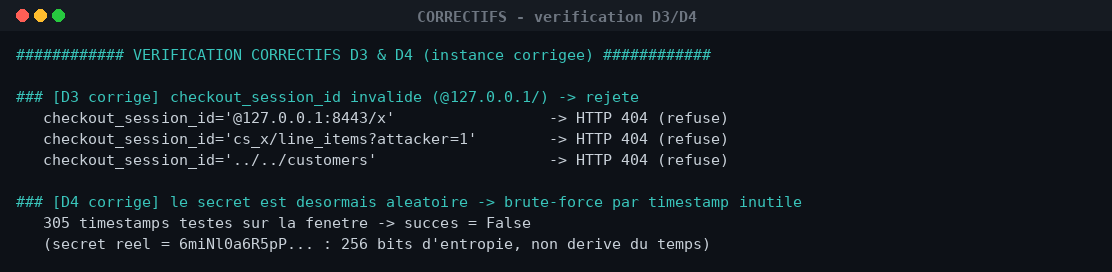 CORRECTIFS - verification D3/D4
############ VERIFICATION CORRECTIFS D3 & D4 (instance corrigee) ############
### [D3 corrige] checkout_session_id invalide (@127.0.0.1/) -> rejete
checkout_session_id='@127.0.0.1:8443/x' -> HTTP 404 (refuse)
checkout_session_id='cs_x/line_items?attacker=1' -> HTTP 404 (refuse)
checkout_session_id='../../customers' -> HTTP 404 (refuse)
### [D4 corrige] le secret est desormais aleatoire -> brute-force par timestamp inutile
305 timestamps testes sur la fenetre -> succes = False
(secret reel = 6miNl0a6R5pP... : 256 bits d'entropie, non derive du temps)